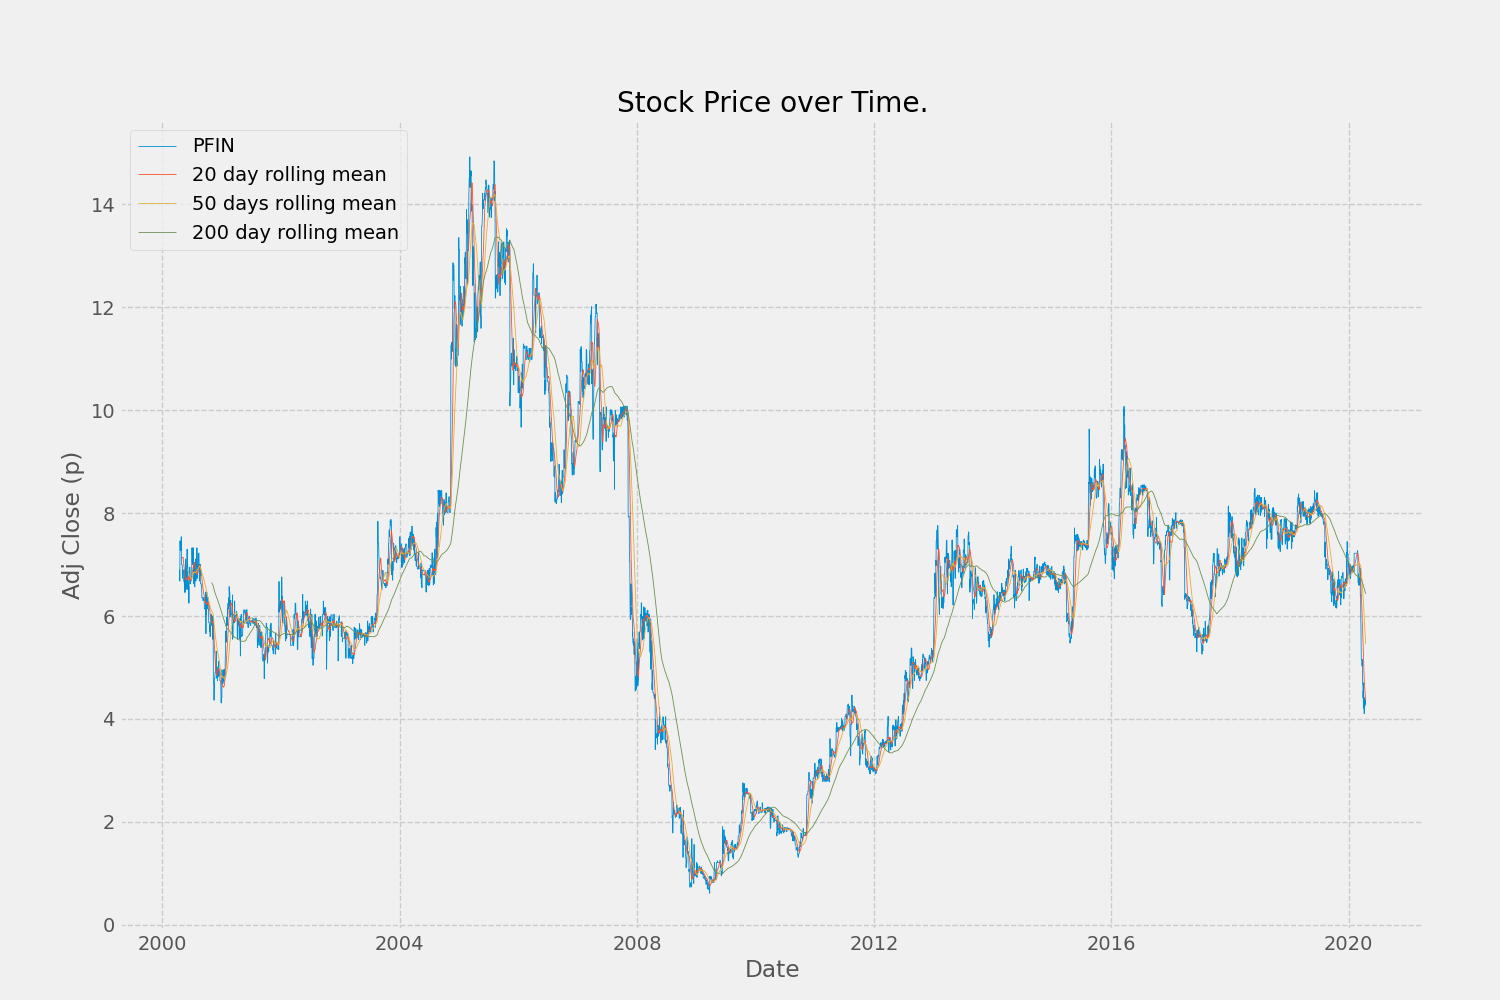 Stock Price over Time.
PFIN
20 day rolling mean
50 days rolling mean
200 day rolling mean
Adj Close (p)
14
12
10
8
6
4
2
0
2000 2004 2008 2012 2016 2020
Date